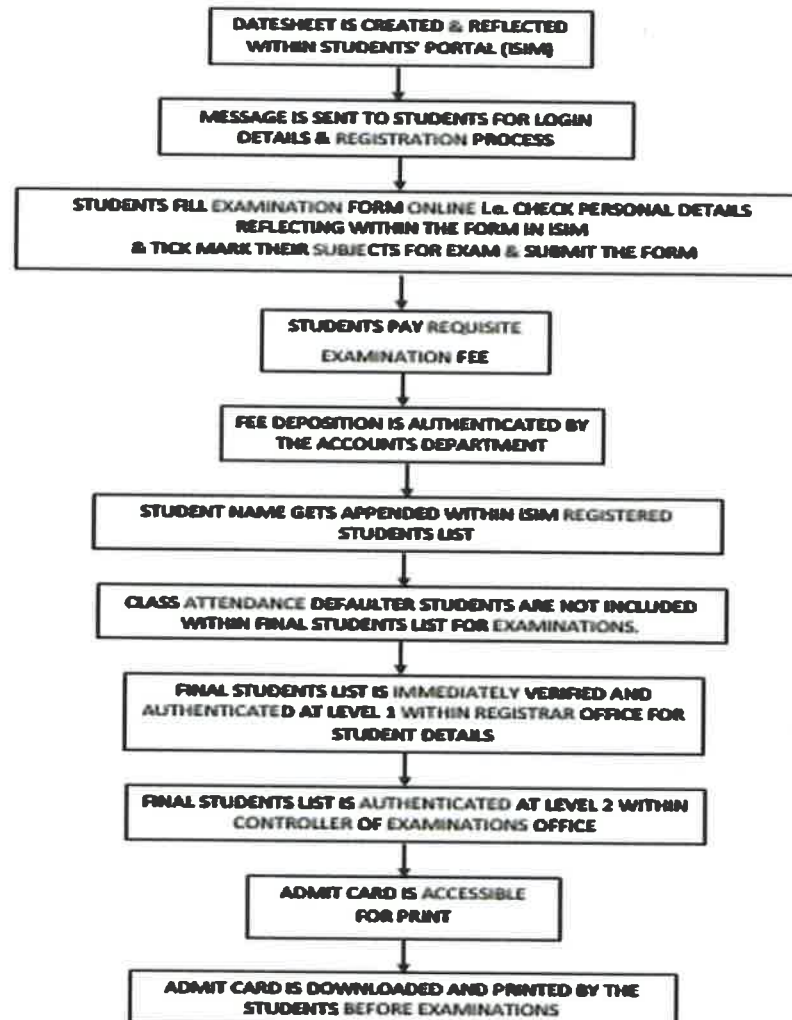 DATESHEET IS CREATED & REFLECTED
WITHIN STUDENTS' PORTAL (ISIM)
MESSAGE IS SENT TO STUDENTS FOR LOGIN
DETAILS & REGISTRATION PROCESS
STUDENTS FILL EXAMINATION FORM ONLINE i.e. CHECK PERSONAL DETAILS
REFLECTING WITHIN THE FORM IN ISIM
& TICK MARK THEIR SUBJECTS FOR EXAM & SUBMIT THE FORM
STUDENTS PAY REQUISITE
EXAMINATION FEE
FEE DEPOSITION IS AUTHENTICATED BY
THE ACCOUNTS DEPARTMENT
STUDENT NAME GETS APPENDED WITHIN ISIM REGISTERED
STUDENTS LIST
CLASS ATTENDANCE DEFAULTER STUDENTS ARE NOT INCLUDED
WITHIN FINAL STUDENTS LIST FOR EXAMINATIONS.
FINAL STUDENTS LIST IS IMMEDIATELY VERIFIED AND
AUTHENTICATED AT LEVEL 1 WITHIN REGISTRAR OFFICE FOR
STUDENT DETAILS
FINAL STUDENTS LIST IS AUTHENTICATED AT LEVEL 2 WITHIN
CONTROLLER OF EXAMINATIONS OFFICE
ADMIT CARD IS ACCESSIBLE
FOR PRINT
ADMIT CARD IS DOWNLOADED AND PRINTED BY THE
STUDENTS BEFORE EXAMINATIONS